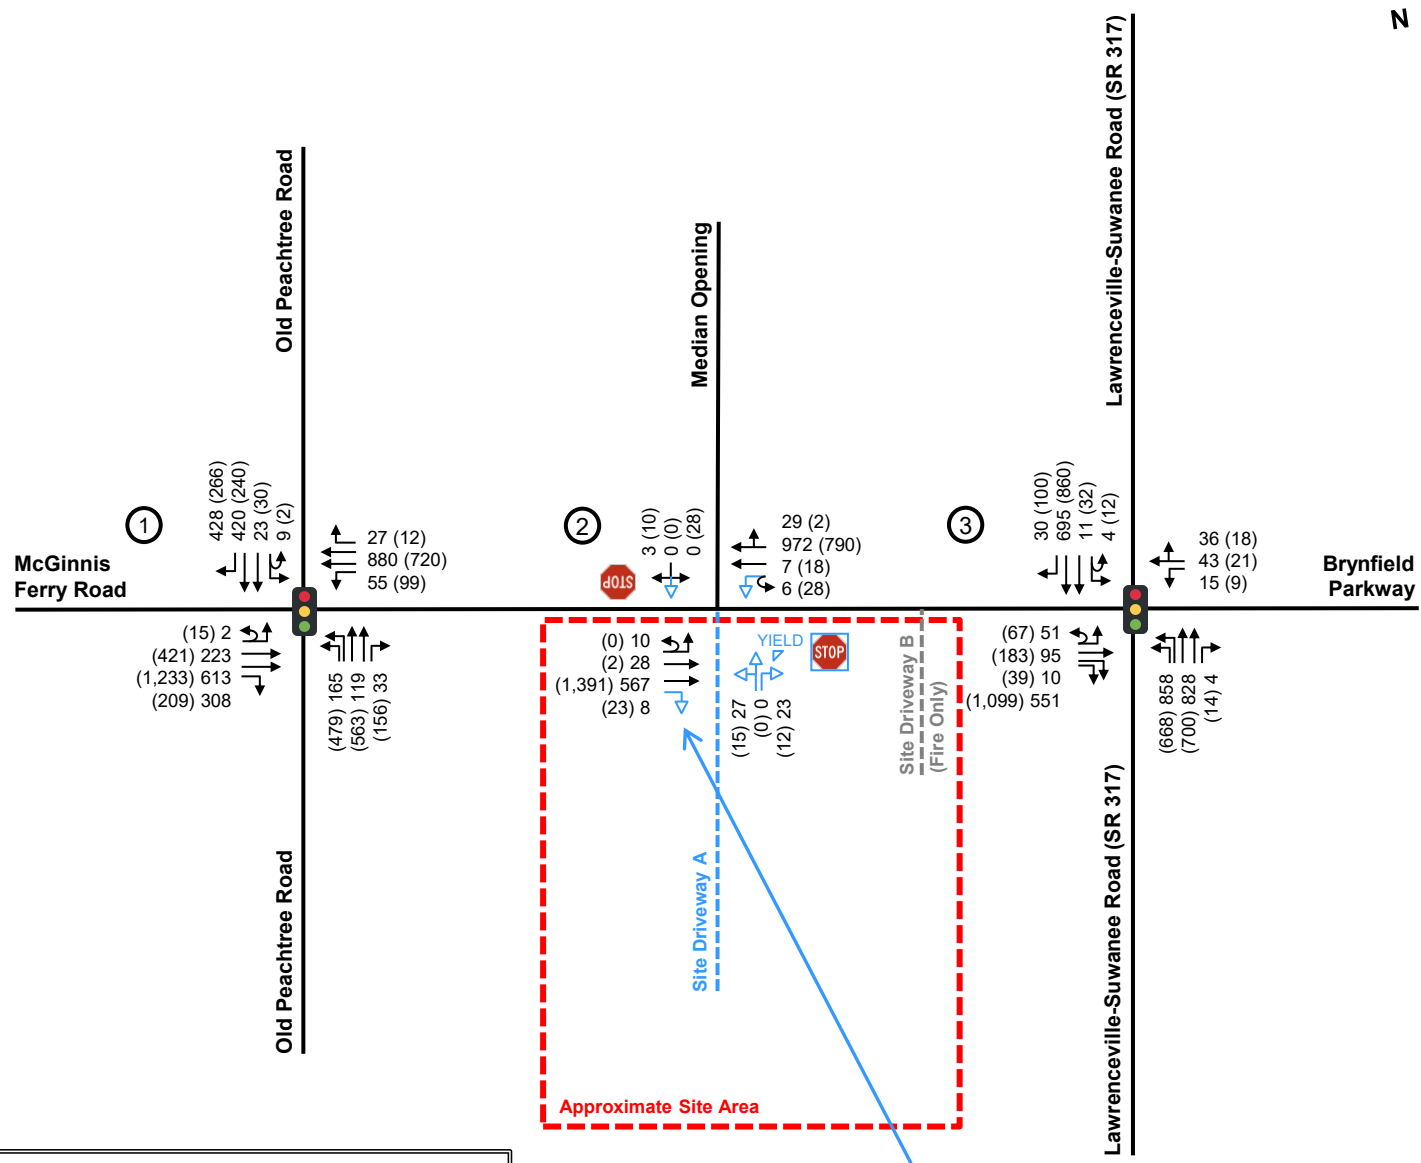 N
Lawrenceville-Suwanee Road (SR 317)
Old Peachtree Road
Median Opening
1
428 (266)
420 (240)
23 (30)
9 (2)
27 (12)
880 (720)
55 (99)
McGinnis
Ferry Road
(15) 2
(421) 223
(1,233) 613
(209) 308
(479) 165
(563) 119
(156) 33
2
3 (10)
0 (0)
0 (28)
STOP
29 (2)
972 (790)
7 (18)
6 (28)
(0) 10
(2) 28
(1,391) 567
(23) 8
YIELD
STOP
(15) 27
(0) 0
(12) 23
Site Driveway B
(Fire Only)
3
30 (100)
695 (860)
11 (32)
4 (12)
36 (18)
43 (21)
15 (9)
Brynfield
Parkway
(67) 51
(183) 95
(39) 10
(1,099) 551
(668) 858
(700) 828
(14) 4
Old Peachtree Road
Site Driveway A
Lawrenceville-Suwanee Road (SR 317)
Approximate Site Area